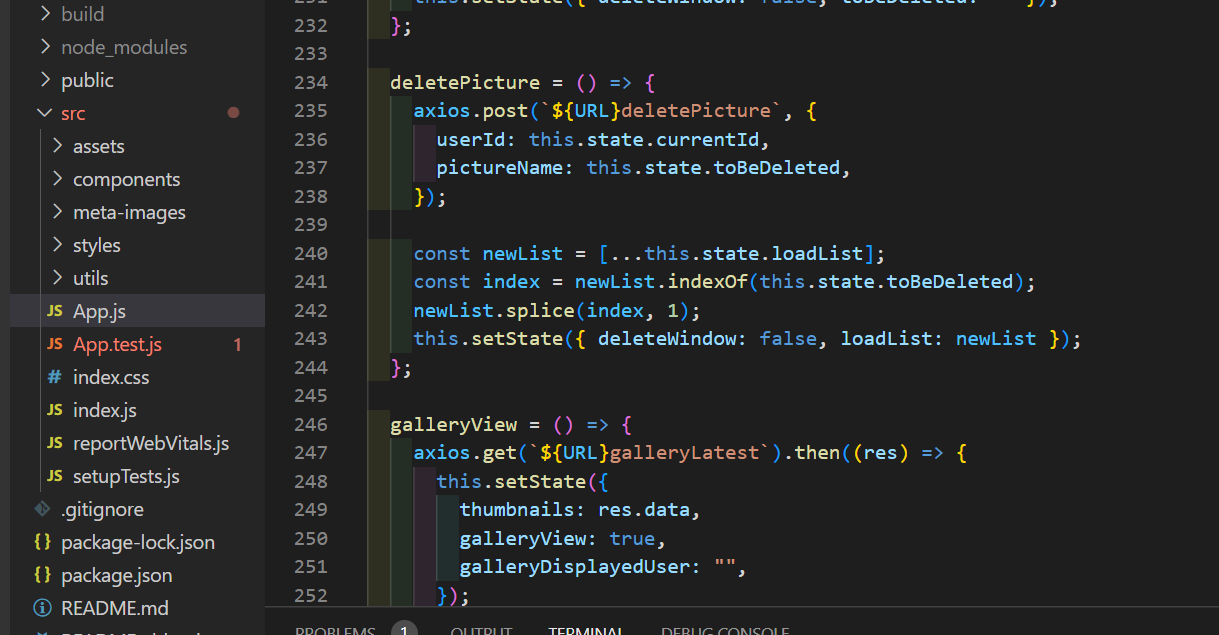 build
node_modules
public
src
assets
components
meta-images
styles
utils
JS App.js
JS App.test.js 1
# index.css
JS index.js
JS reportWebVitals.js
JS setupTests.js
.gitignore
{} package-lock.json
{} package.json
README.md
231 this.setState({ deleteWindow: false, toBeDeleted: "" });
232 };
233
234 deletePicture = () => {
235 axios.post(`${URL}deletePicture`, {
236 userId: this.state.currentId,
237 pictureName: this.state.toBeDeleted,
238 });
239
240 const newList = [...this.state.loadList];
241 const index = newList.indexOf(this.state.toBeDeleted);
242 newList.splice(index, 1);
243 this.setState({ deleteWindow: false, loadList: newList });
244 };
245
246 galleryView = () => {
247 axios.get(`${URL}galleryLatest`).then((res) => {
248 this.setState({
249 thumbnails: res.data,
250 galleryView: true,
251 galleryDisplayedUser: "",
252 });
PROBLEMS 1 OUTPUT TERMINAL DEBUG CONSOLE